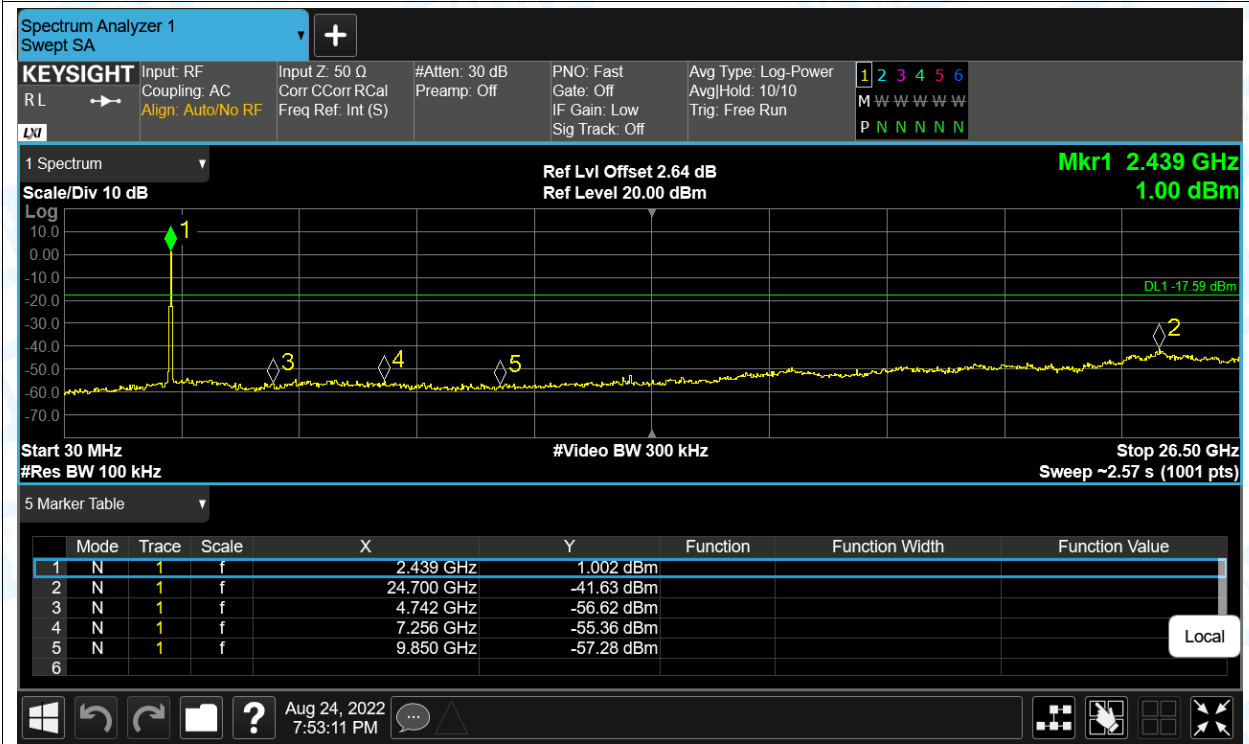 Spectrum Analyzer 1
Swept SA
+
KEYSIGHT
R L
LXI
Input: RF
Coupling: AC
Align: Auto/No RF
Input Z: 50 Ω
Corr CCorr RCal
Freq Ref: Int (S)
#Atten: 30 dB
Preamp: Off
PNO: Fast
Gate: Off
IF Gain: Low
Sig Track: Off
Avg Type: Log-Power
Avg|Hold: 10/10
Trig: Free Run
1 2 3 4 5 6
M W W W W W
P N N N N N
1 Spectrum
Scale/Div 10 dB
Ref Lvl Offset 2.64 dB
Ref Level 20.00 dBm
Mkr1 2.439 GHz
1.00 dBm
Log
10.0
0.00
-10.0
-20.0
-30.0
-40.0
-50.0
-60.0
-70.0
1
DL1 -17.59 dBm
2
3
4
5
Start 30 MHz
#Video BW 300 kHz
Stop 26.50 GHz
#Res BW 100 kHz
Sweep ~2.57 s (1001 pts)
5 Marker Table
Mode Trace Scale X Y Function Function Width Function Value
1 N 1 f 2.439 GHz 1.002 dBm
2 N 1 f 24.700 GHz -41.63 dBm
3 N 1 f 4.742 GHz -56.62 dBm
4 N 1 f 7.256 GHz -55.36 dBm
5 N 1 f 9.850 GHz -57.28 dBm
6
Local
?
Aug 24, 2022
7:53:11 PM